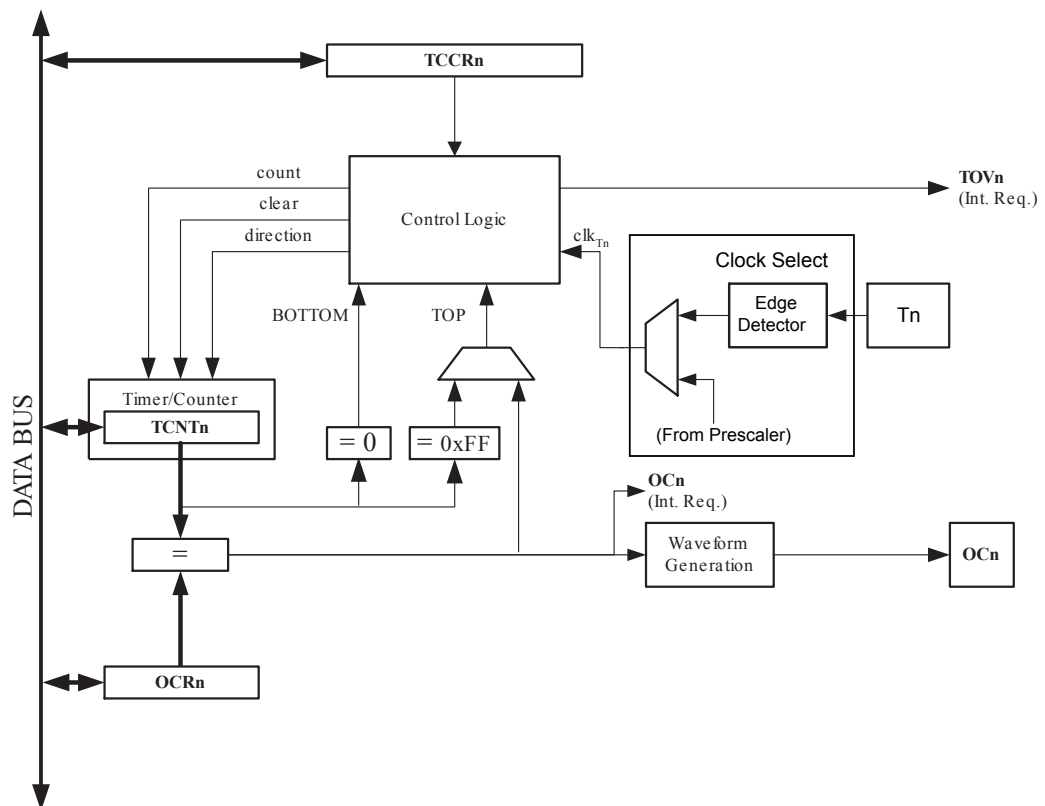 TCCRn
count
clear
direction
Control Logic
TOVn
(Int. Req.)
clkTn
Clock Select
Edge
Detector
Tn
BOTTOM
TOP
Timer/Counter
TCNTn
= 0
= 0xFF
(From Prescaler)
DATA BUS
OCn
(Int. Req.)
=
Waveform
Generation
OCn
OCRn